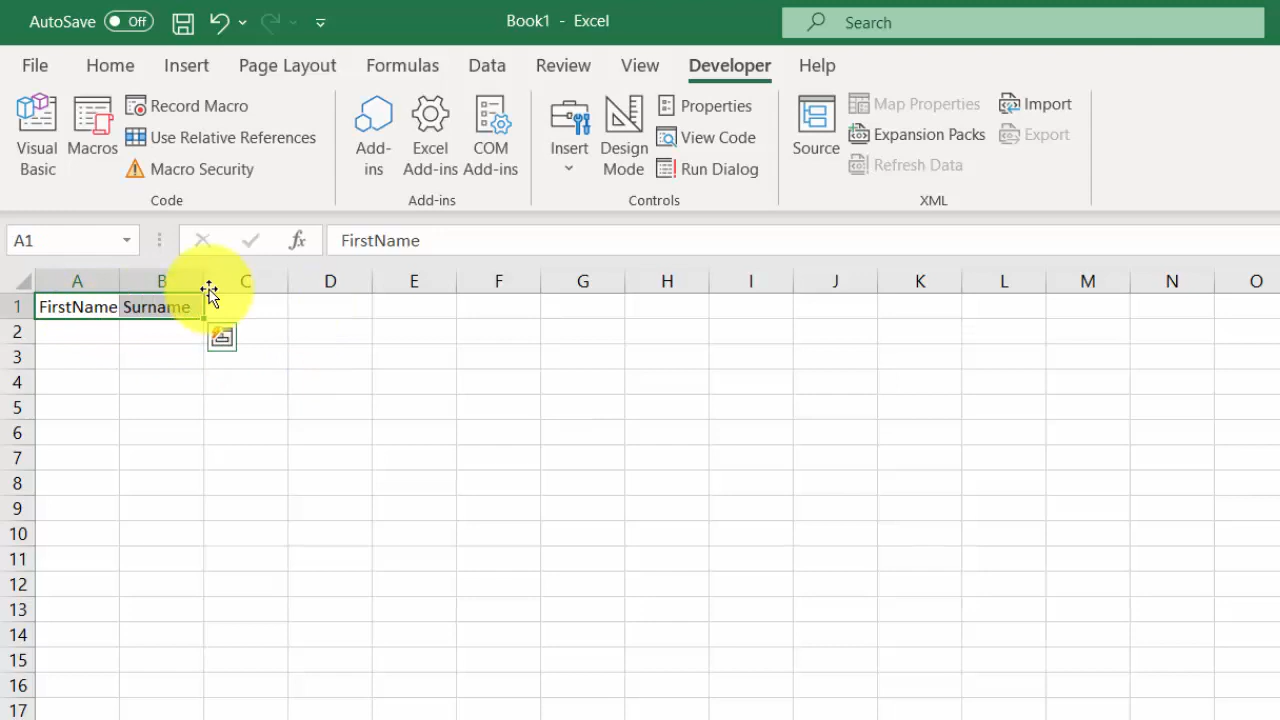 AutoSave Off Book1 - Excel Search
File Home Insert Page Layout Formulas Data Review View Developer Help
Visual Basic
Macros
Record Macro
Use Relative References
Macro Security
Code
Add-ins
Excel Add-ins
COM Add-ins
Add-ins
Insert
Design Mode
Properties
View Code
Run Dialog
Controls
Source
Map Properties
Expansion Packs
Refresh Data
Import
Export
XML
A1 fx FirstName
A B C D E F G H I J K L M N O
1 FirstName Surname
2
3
4
5
6
7
8
9
10
11
12
13
14
15
16
17